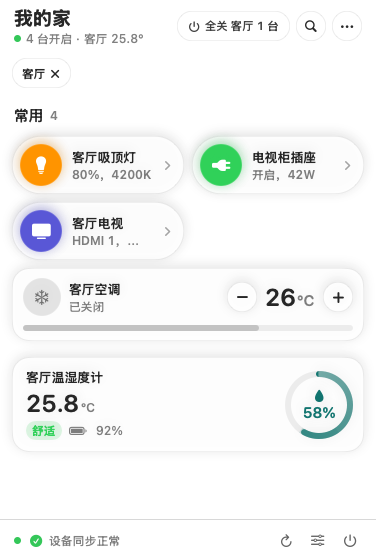 我的家
4 台开启 · 客厅 25.8°
全关 客厅 1 台
客厅
常用 4
客厅吸顶灯
80%, 4200K
电视柜插座
开启, 42W
客厅电视
HDMI 1, ...
客厅空调
已关闭
26°C
客厅温湿度计
25.8°C
舒适 92%
58%
设备同步正常